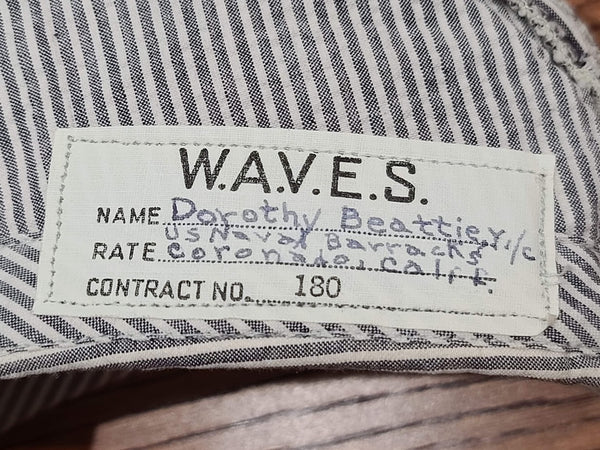 W.A.V.E.S.
NAME Dorothy Beattie, Y. 1/c
US Naval Barracks
RATE Coronado, Calif.
CONTRACT NO. 180